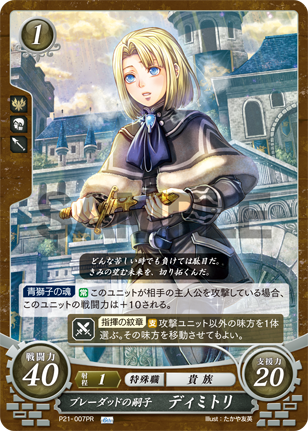 1
SAMPLE
どんな苦しい時でも負けては駄目だ。
きみの望む未来を、切り拓くんだ。
青獅子の魂 常 このユニットが相手の主人公を攻撃している場合、
このユニットの戦闘力は＋10される。
指揮の紋章 支 攻撃ユニット以外の味方を1体
選ぶ。その味方を移動させてもよい。
戦闘力
40
射程 1 特殊職 貴族
支援力
20
ブレーダッドの嗣子 ディミトリ
P21-007PR
Illust：たかや友英